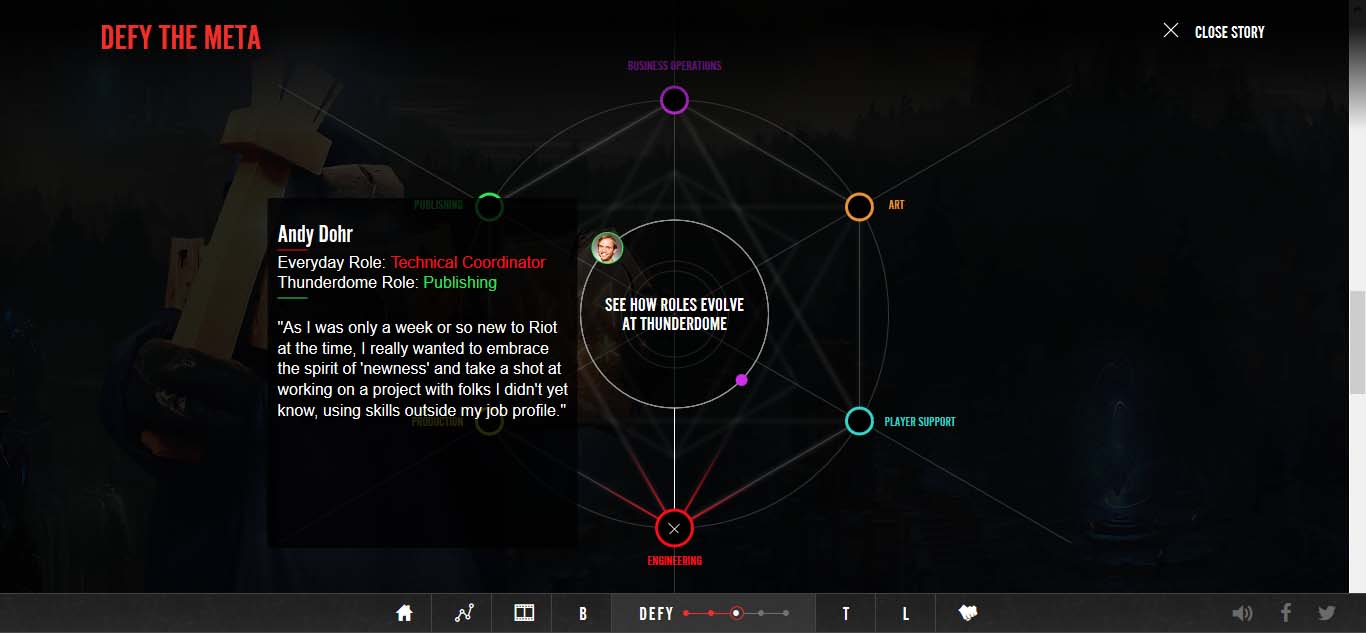 DEFY THE META
CLOSE STORY
BUSINESS OPERATIONS
PUBLISHING
ART
Andy Dohr
Everyday Role: Technical Coordinator
Thunderdome Role: Publishing
"As I was only a week or so new to Riot
at the time, I really wanted to embrace
the spirit of 'newness' and take a shot at
working on a project with folks I didn't yet
know, using skills outside my job profile."
SEE HOW ROLES EVOLVE
AT THUNDERDOME
PRODUCTION
PLAYER SUPPORT
ENGINEERING
B
DEFY
T
L